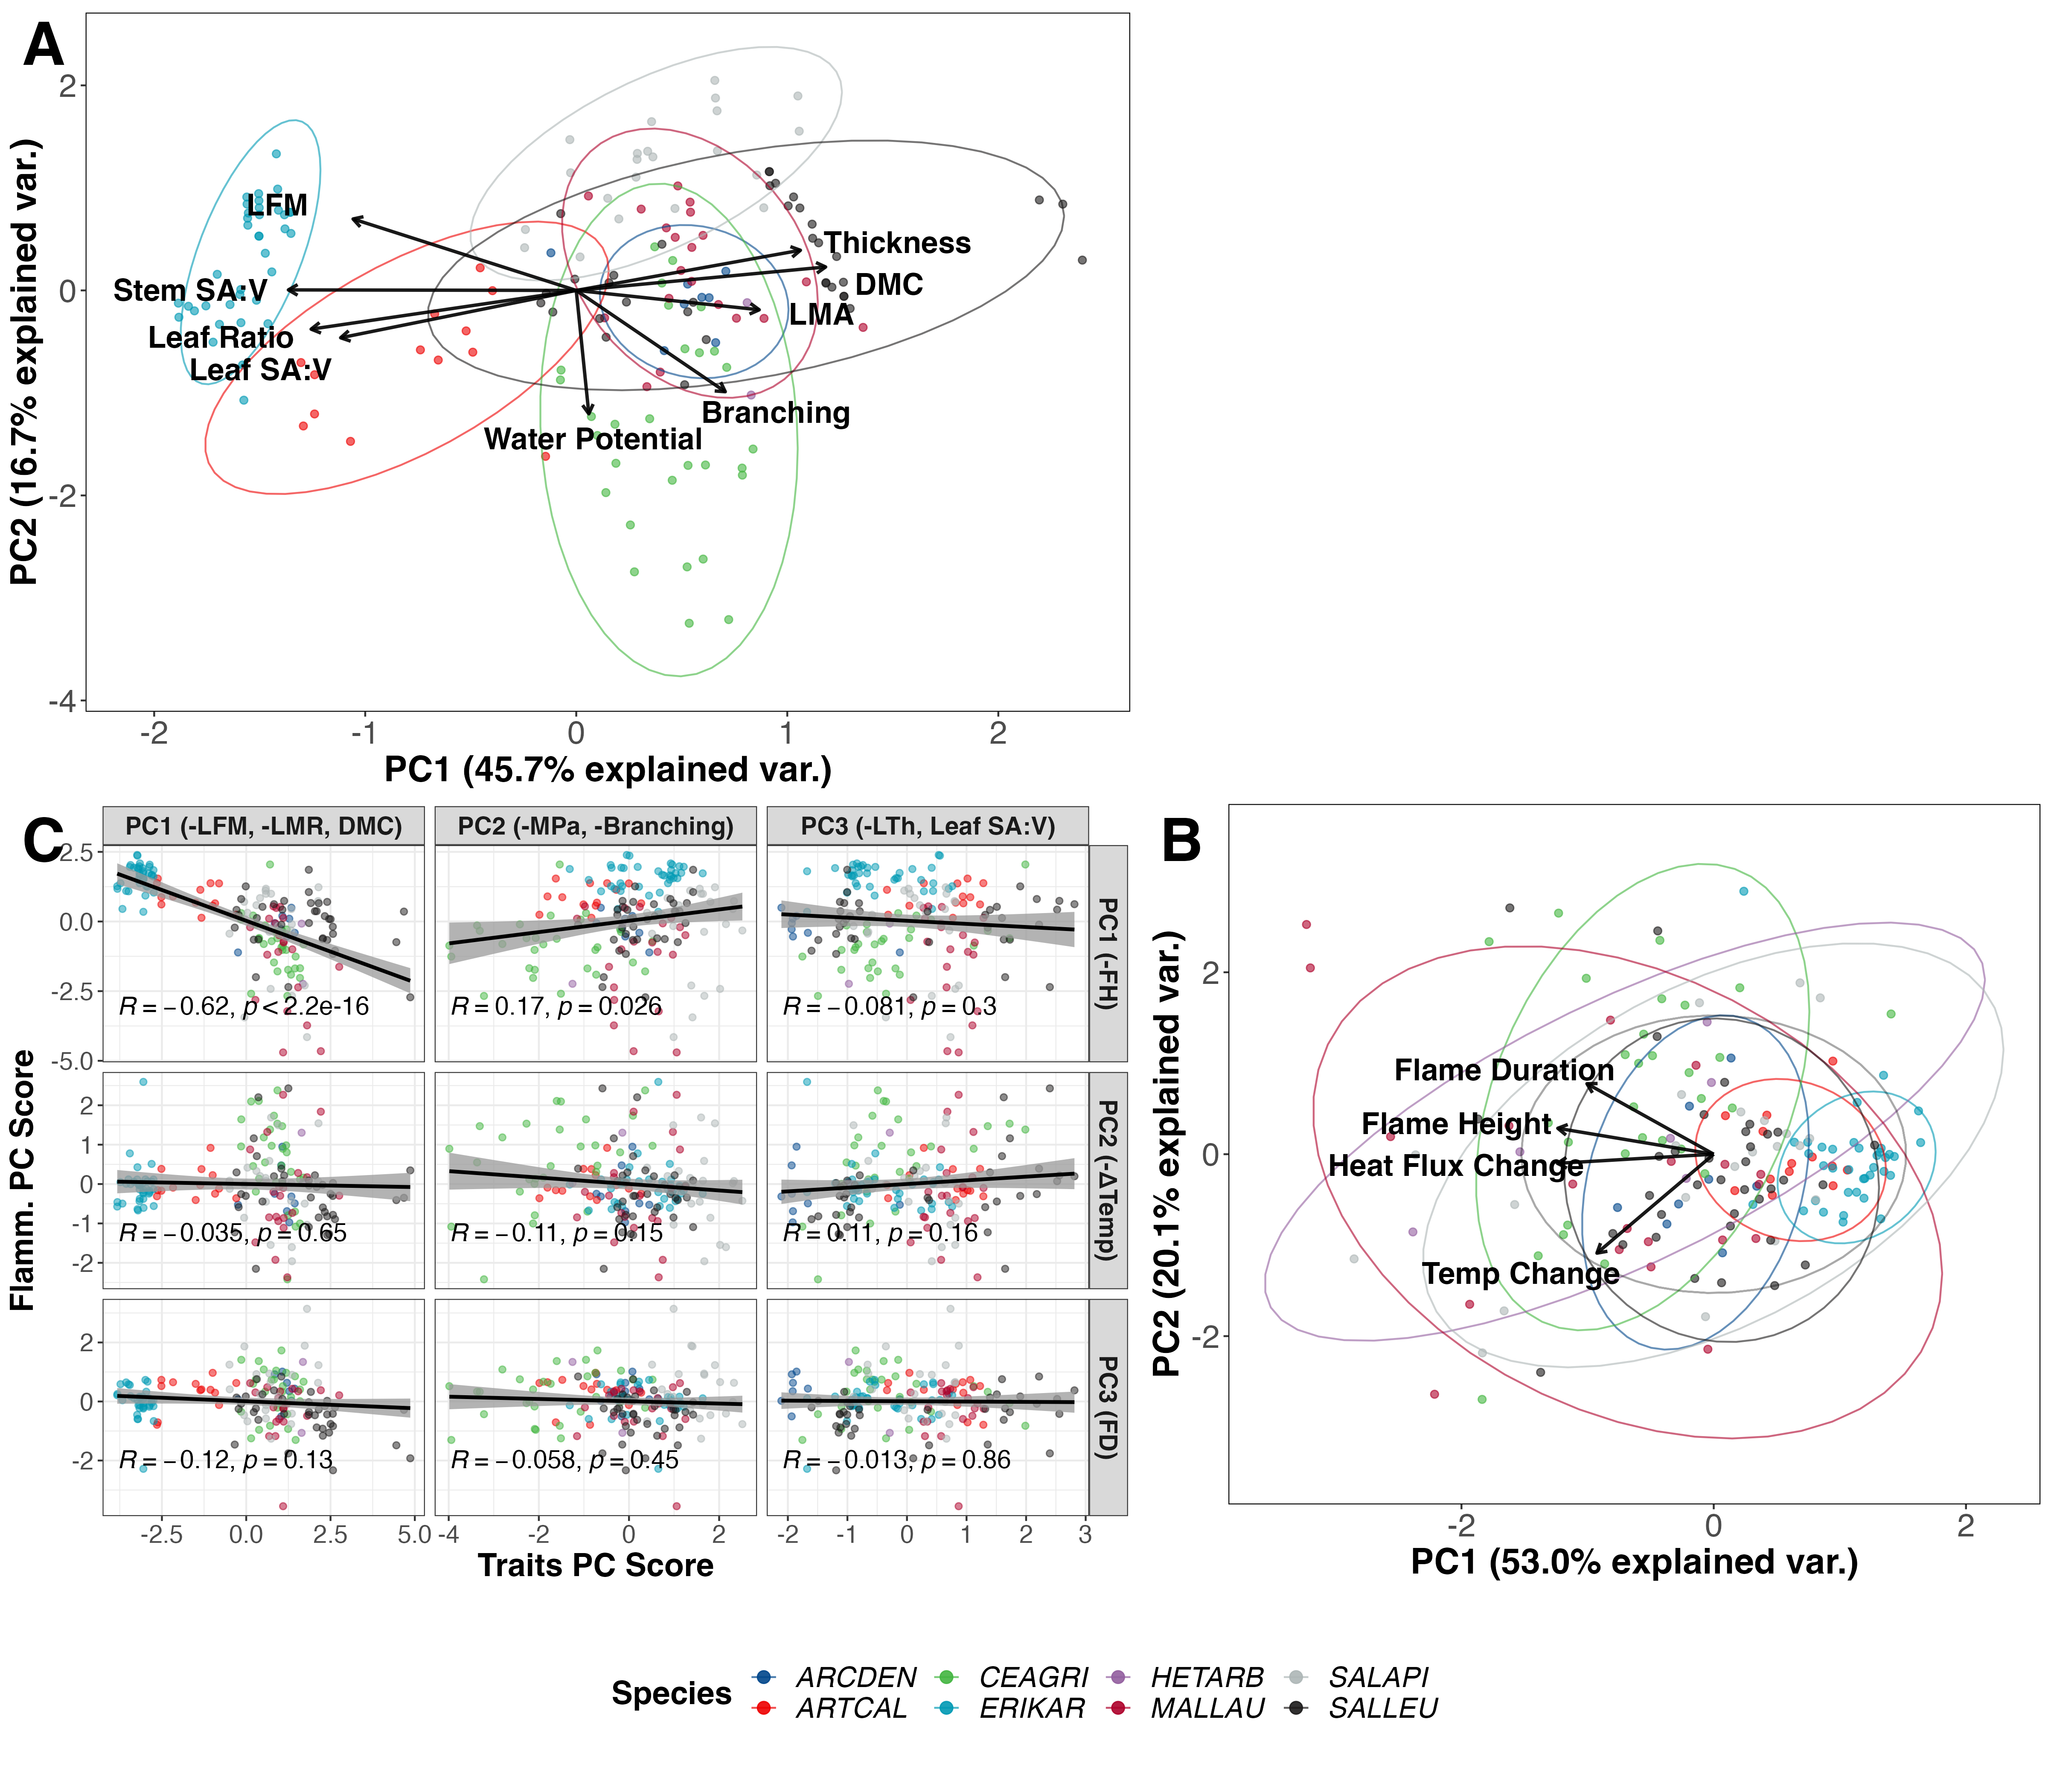 A
PC2 (16.7% explained var.)
2
0
-2
-4
LFM
Stem SA:V
Leaf Ratio
Leaf SA:V
Thickness
DMC
LMA
Branching
Water Potential
-2
-1
0
1
2
PC1 (45.7% explained var.)
C
PC1 (-LFM, -LMR, DMC)
PC2 (-MPa, -Branching)
PC3 (-LTh, Leaf SA:V)
Flamm. PC Score
2.5
0.0
-2.5
-5.0
R = −0.62, p < 2.2e-16
R = 0.17, p = 0.026
R = −0.081, p = 0.3
PC1 (-FH)
2
1
0
-1
-2
R = −0.035, p = 0.65
R = −0.11, p = 0.15
R = 0.11, p = 0.16
PC2 (-ΔTemp)
2
0
-2
R = −0.12, p = 0.13
R = −0.058, p = 0.45
R = −0.013, p = 0.86
PC3 (FD)
-2.5
0.0
2.5
5.0
-4
-2
0
2
-2
-1
0
1
2
3
Traits PC Score
B
PC2 (20.1% explained var.)
2
0
-2
Flame Duration
Flame Height
Heat Flux Change
Temp Change
-2
0
2
PC1 (53.0% explained var.)
Species
ARCDEN
CEAGRI
HETARB
SALAPI
ARTCAL
ERIKAR
MALLAU
SALLEU